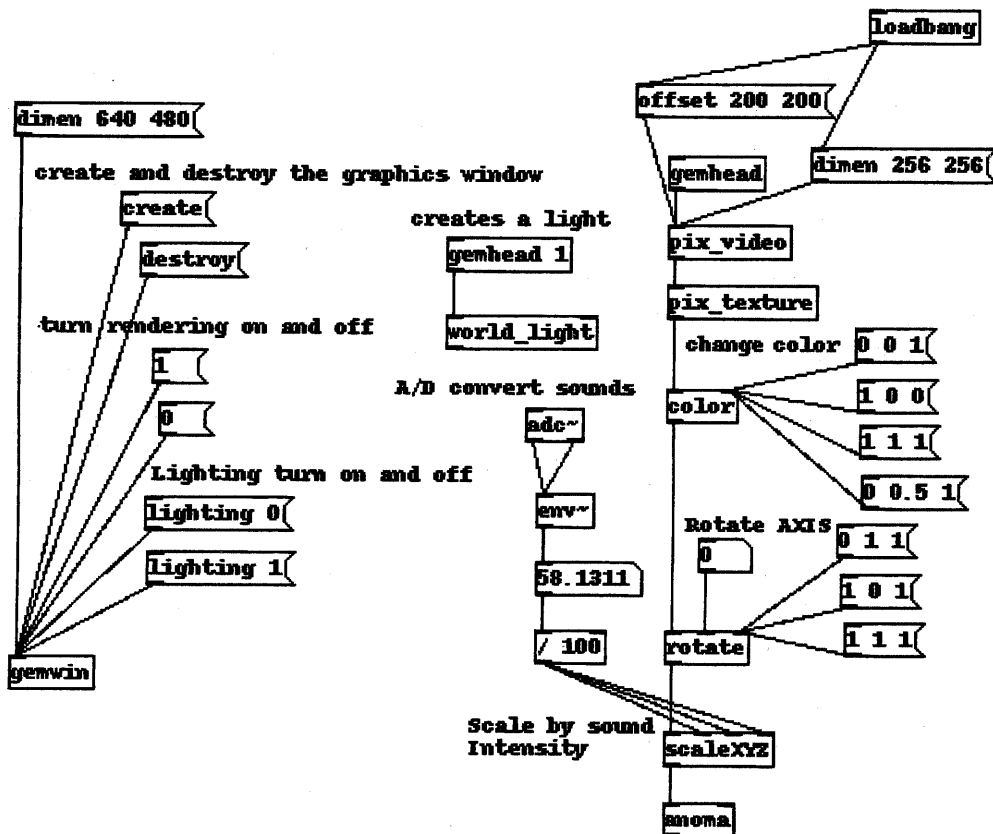 loadbang
offset 200 200
dimen 640 480
dimen 256 256
create and destroy the graphics window
gemhead
create
creates a light
pix_video
gemhead 1
destroy
pix_texture
turn rendering on and off
world_light
change color
0 0 1
1
A/D convert sounds
color
1 0 0
0
adc~
1 1 1
Lighting turn on and off
0 0.5 1
lighting 0
env~
Rotate AXIS
0 1 1
0
lighting 1
58.1311
1 0 1
/ 100
rotate
1 1 1
gemwin
Scale by sound
Intensity
scaleXYZ
anoma